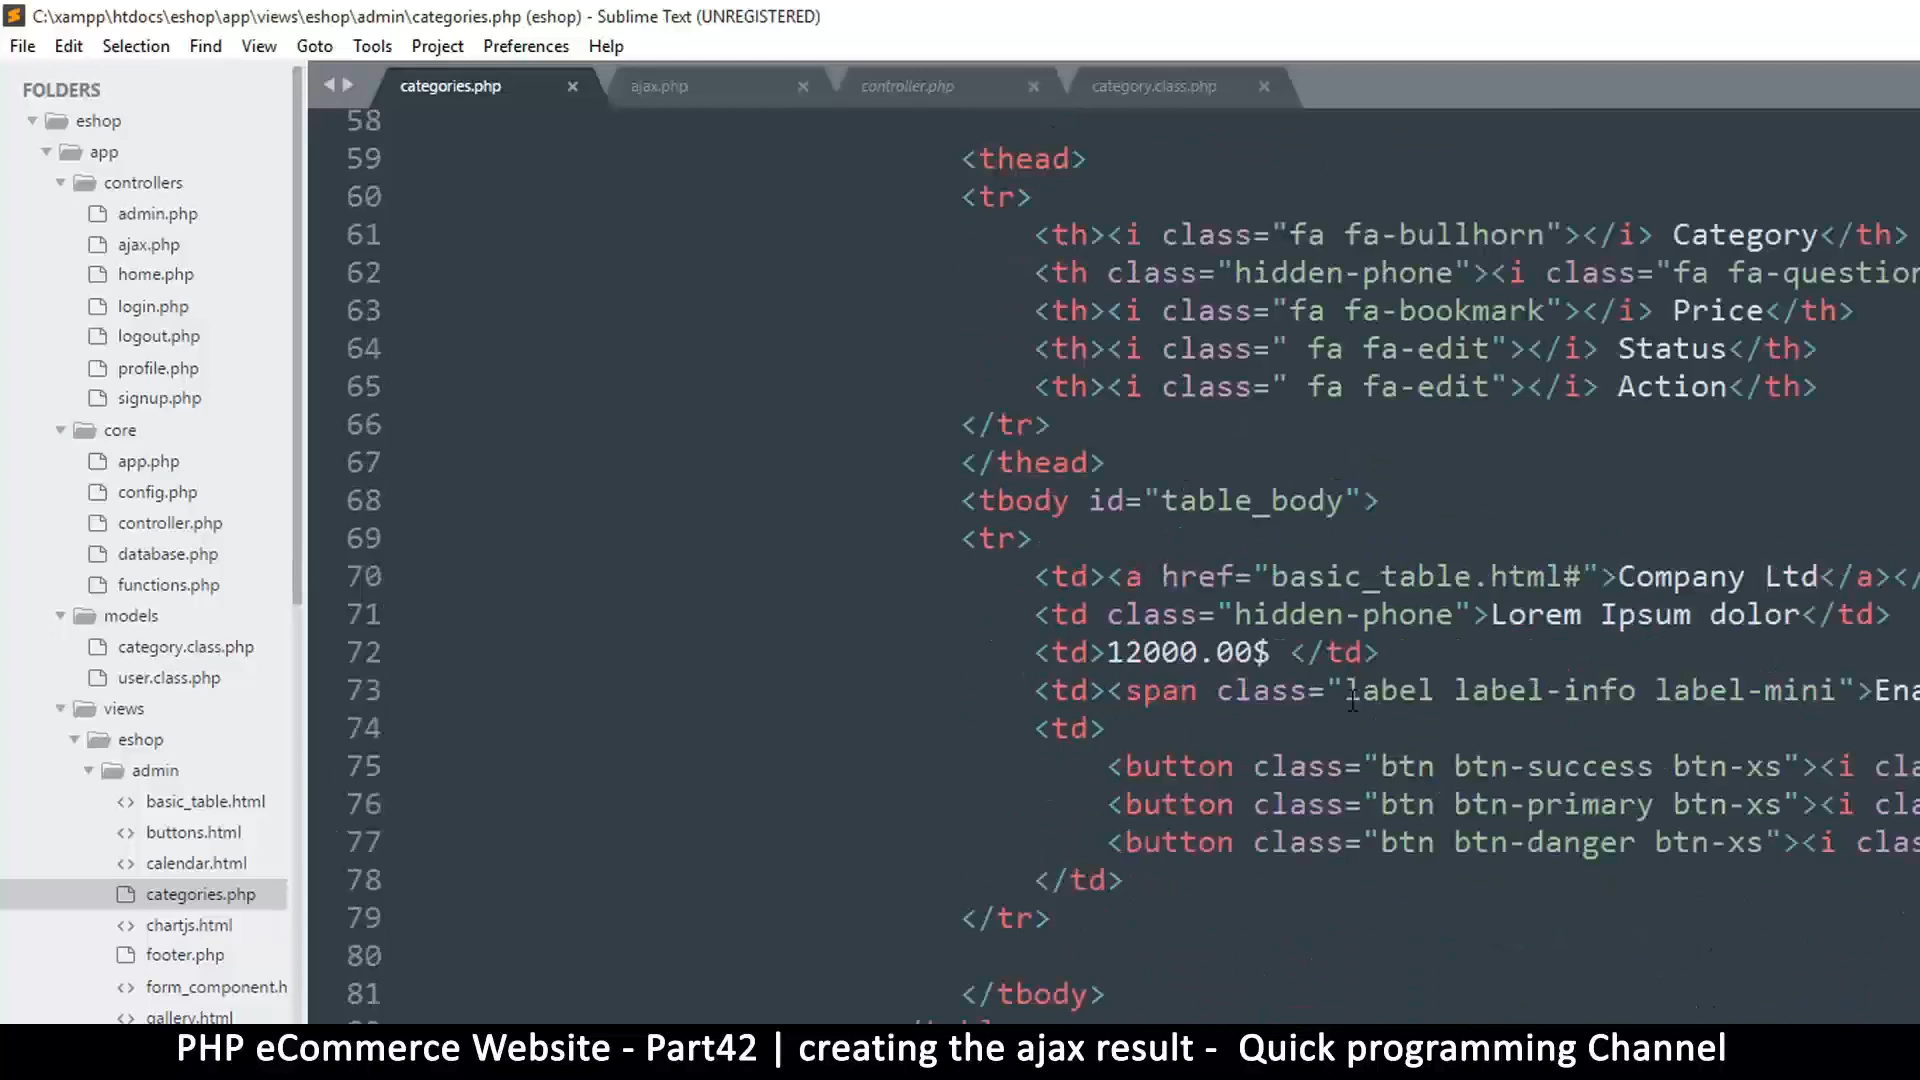 C:\xampp\htdocs\eshop\app\views\eshop\admin\categories.php (eshop) - Sublime Text (UNREGISTERED)
File Edit Selection Find View Goto Tools Project Preferences Help
FOLDERS
eshop
app
controllers
admin.php
ajax.php
home.php
login.php
logout.php
profile.php
signup.php
core
app.php
config.php
controller.php
database.php
functions.php
models
category.class.php
user.class.php
views
eshop
admin
basic_table.html
buttons.html
calendar.html
categories.php
chartjs.html
footer.php
form_component.h
gallery.html
categories.php ajax.php controller.php category.class.php
58
59 <thead>
60 <tr>
61 <th><i class="fa fa-bullhorn"></i> Category</th>
62 <th class="hidden-phone"><i class="fa fa-question
63 <th><i class="fa fa-bookmark"></i> Price</th>
64 <th><i class=" fa fa-edit"></i> Status</th>
65 <th><i class=" fa fa-edit"></i> Action</th>
66 </tr>
67 </thead>
68 <tbody id="table_body">
69 <tr>
70 <td><a href="basic_table.html#">Company Ltd</a></
71 <td class="hidden-phone">Lorem Ipsum dolor</td>
72 <td>12000.00$ </td>
73 <td><span class="label label-info label-mini">Ena
74 <td>
75 <button class="btn btn-success btn-xs"><i cla
76 <button class="btn btn-primary btn-xs"><i cla
77 <button class="btn btn-danger btn-xs"><i clas
78 </td>
79 </tr>
80
81 </tbody>
PHP eCommerce Website - Part42 | creating the ajax result - Quick programming Channel